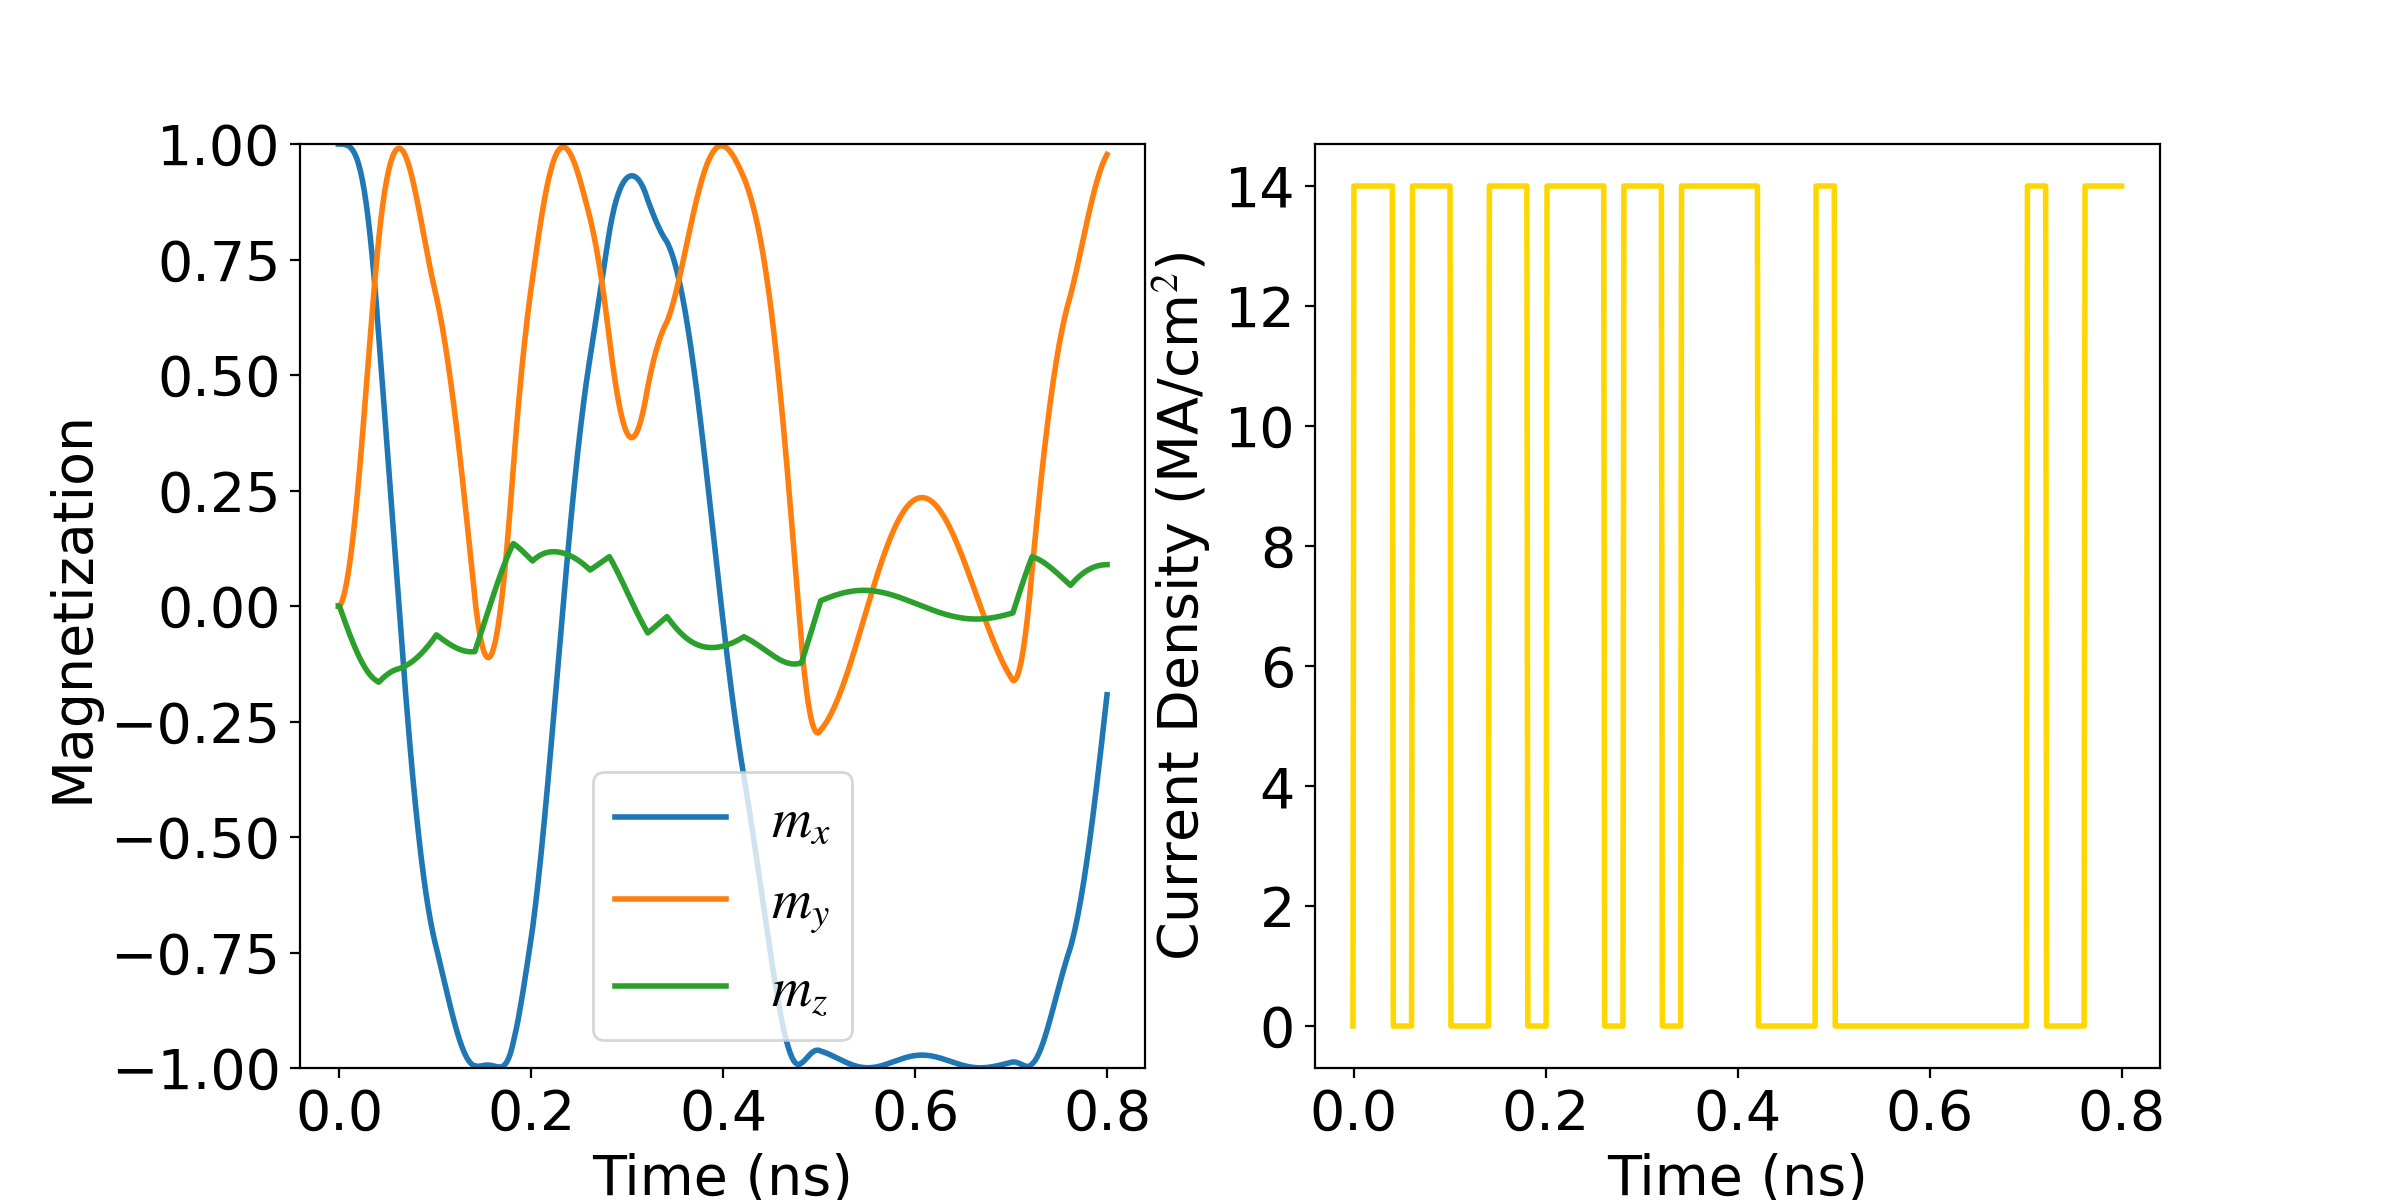 Magnetization
1.00
0.75
0.50
0.25
0.00
−0.25
−0.50
−0.75
−1.00
0.0 0.2 0.4 0.6 0.8
Time (ns)
m_x
m_y
m_z
Current Density (MA/cm²)
14
12
10
8
6
4
2
0
0.0 0.2 0.4 0.6 0.8
Time (ns)